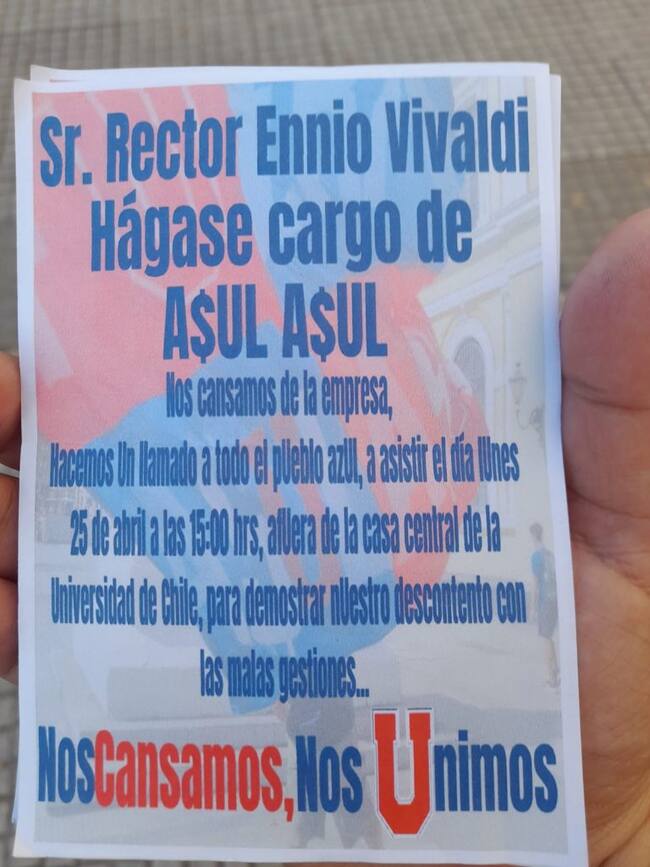 Sr. Rector Ennio Vivaldi
Hágase cargo de
A$UL A$UL
Nos cansamos de la empresa,
Hacemos Un llamado a todo el pUeblo azUl, a asistir el día lUnes
25 de abril a las 15:00 hrs, afUera de la casa central de la
Universidad de Chile, para demostrar nUestro descontento con
las malas gestiones...
NosCansamos,Nos Unimos